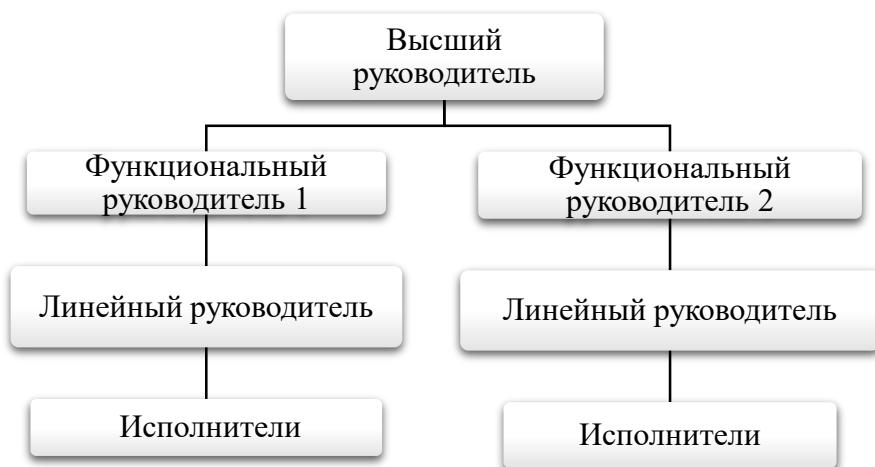 Высший
руководитель
Функциональный
руководитель 1
Функциональный
руководитель 2
Линейный руководитель
Линейный руководитель
Исполнители
Исполнители